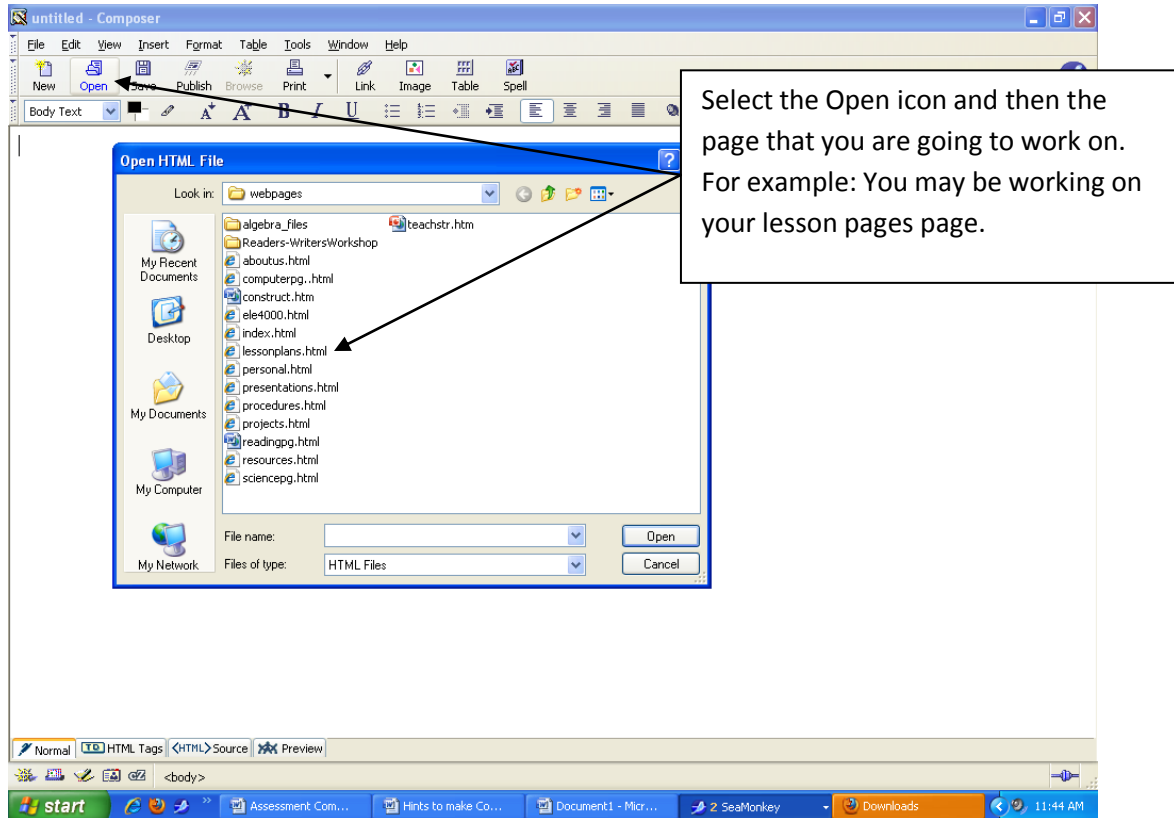 untitled - Composer
File Edit View Insert Format Table Tools Window Help
New Open Save Publish Browse Print Link Image Table Spell
Body Text A A B I U
Select the Open icon and then the
page that you are going to work on.
For example: You may be working on
your lesson pages page.
Open HTML File
Look in: webpages
My Recent
Documents
Desktop
My Documents
My Computer
My Network
algebra_files
Readers-WritersWorkshop
aboutus.html
computerpg..html
construct.htm
ele4000.html
index.html
lessonplans.html
personal.html
presentations.html
procedures.html
projects.html
readingpg.html
resources.html
sciencepg.html
teachstr.htm
File name: Open
Files of type: HTML Files Cancel
Normal TD HTML Tags <HTML> Source Preview
<body>
start Assessment Com... Hints to make Co... Document1 - Micr... 2 SeaMonkey Downloads 11:44 AM